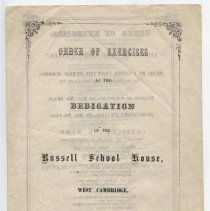 ORDER OF EXERCISES
AT THE
DEDICATION
OF THE
Russell School House,
WEST CAMBRIDGE,